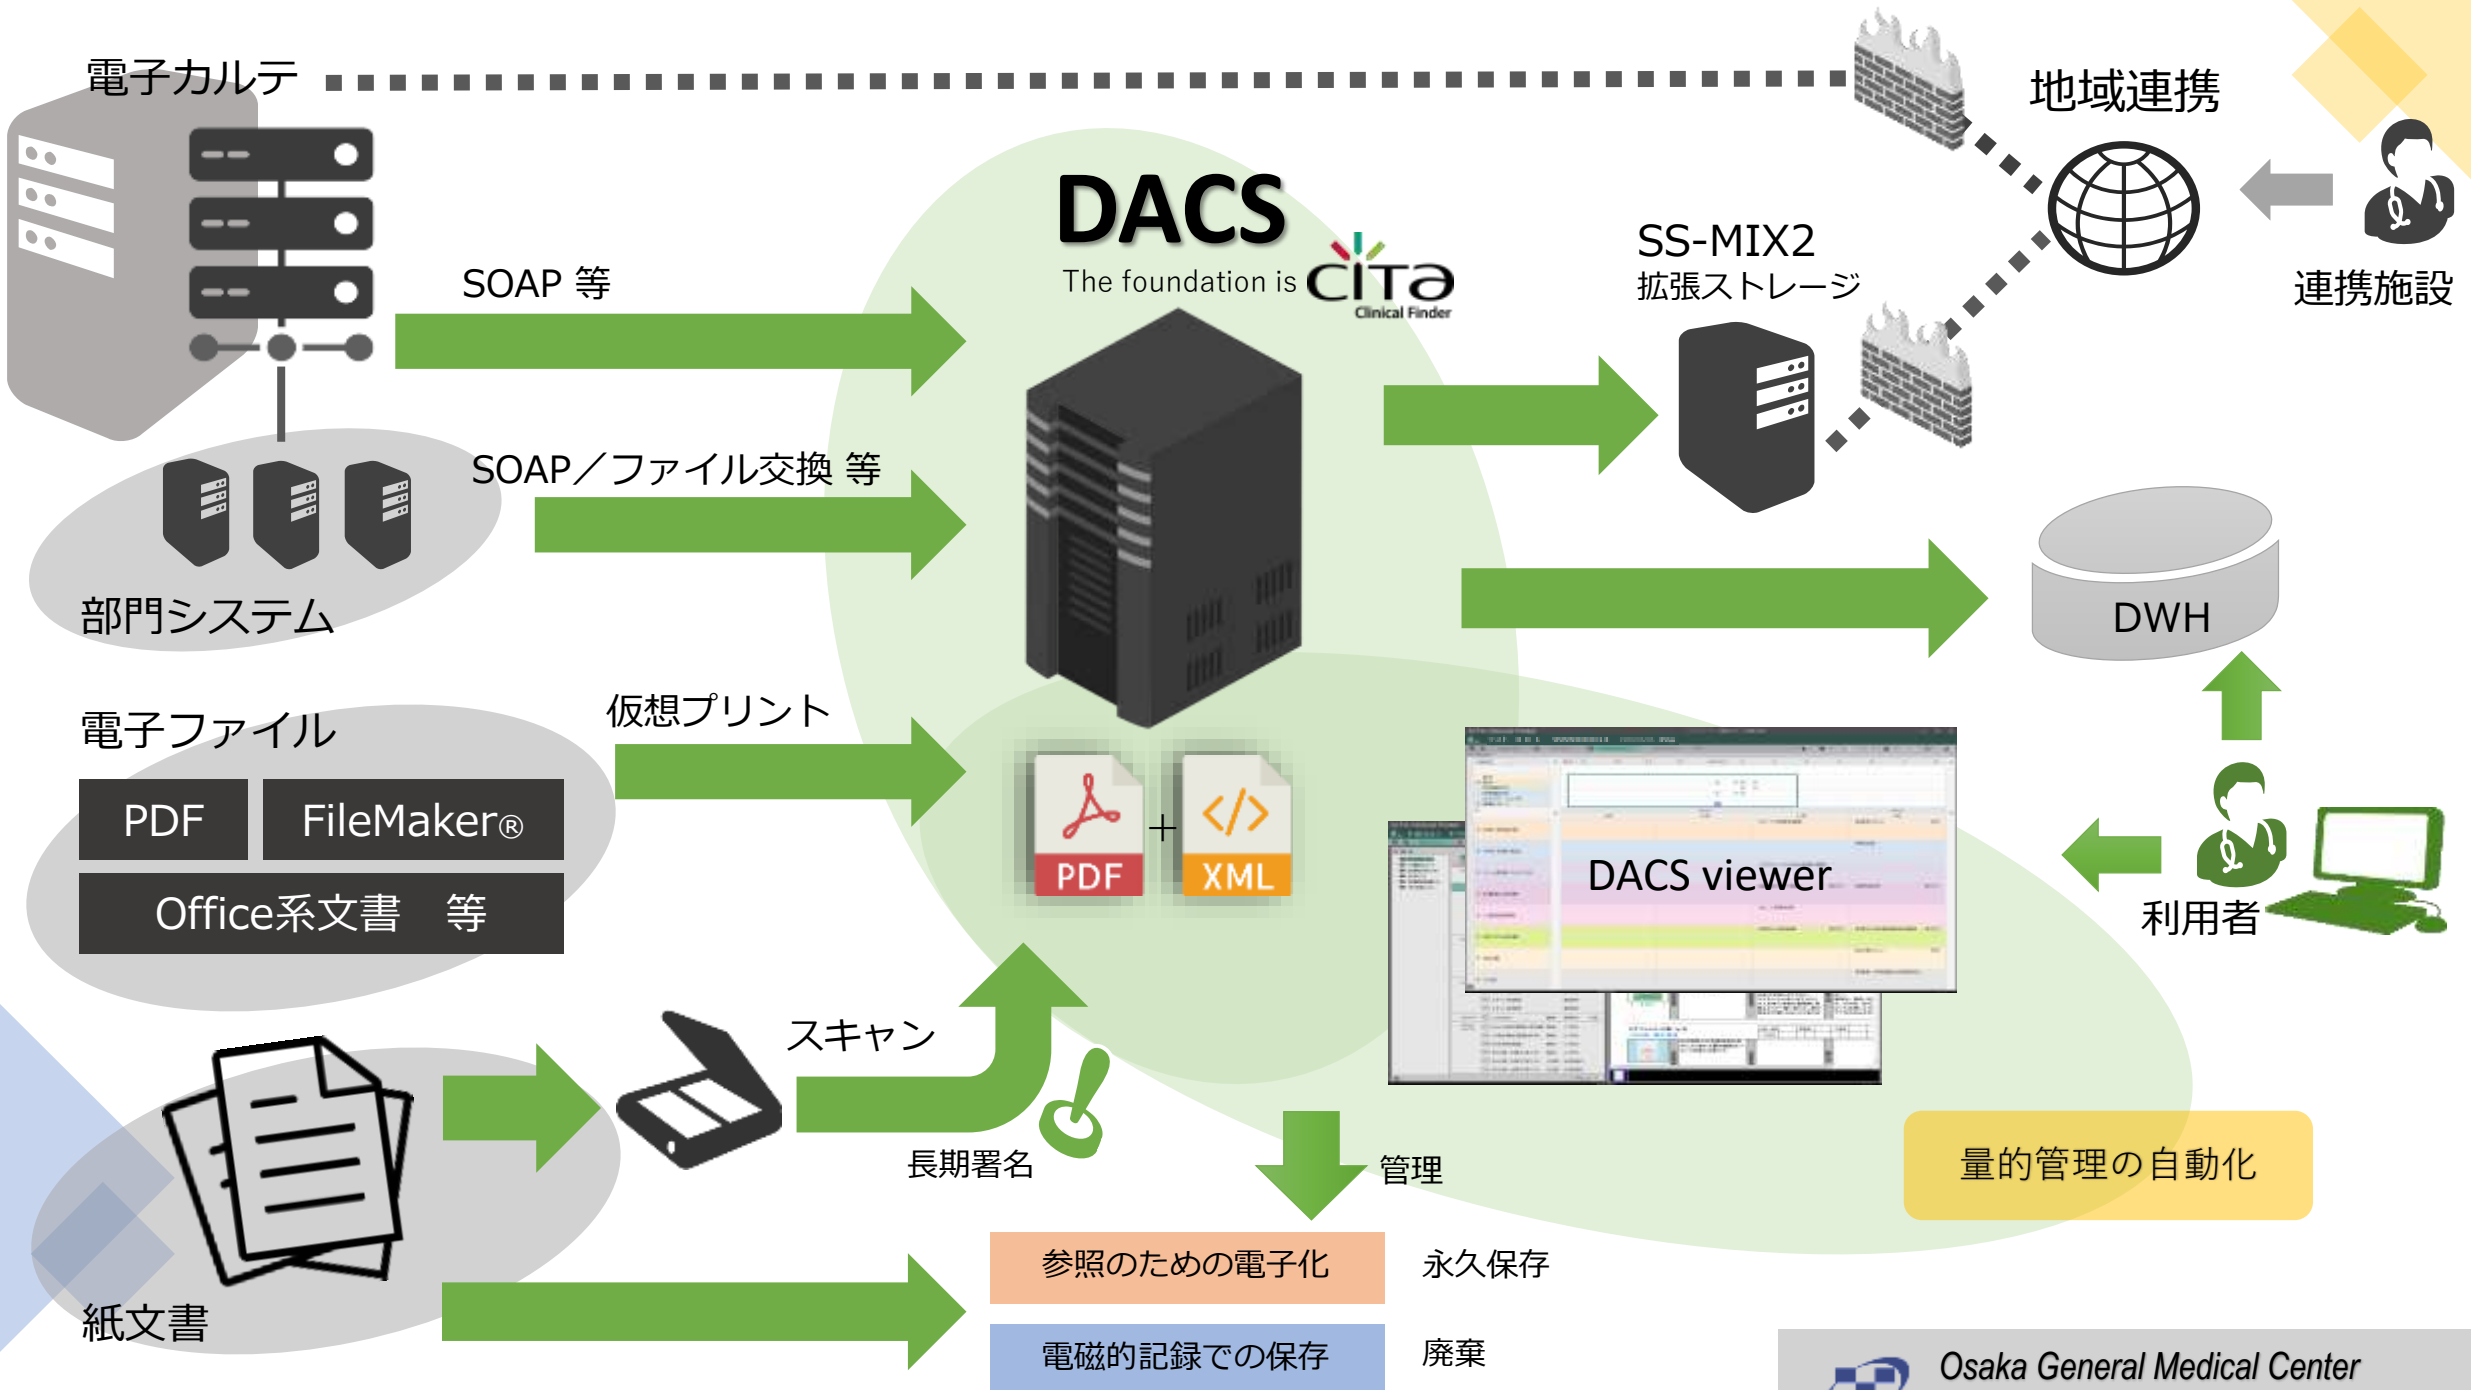 電子カルテ
地域連携
DACS
The foundation is CITA
Clinical Finder
SS-MIX2
拡張ストレージ
連携施設
SOAP 等
SOAP／ファイル交換 等
部門システム
DWH
電子ファイル
仮想プリント
PDF
FileMaker®
Office系文書　等
PDF
+
XML
DACS viewer
利用者
スキャン
長期署名
管理
量的管理の自動化
参照のための電子化
永久保存
紙文書
電磁的記録での保存
廃棄
Osaka General Medical Center